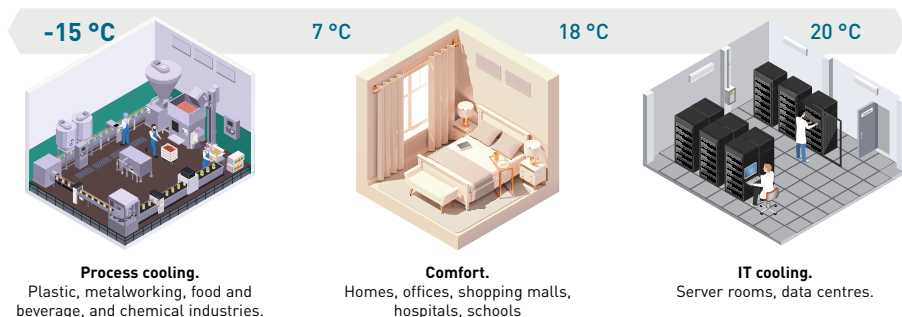 -15 °C
7 °C
18 °C
20 °C
Process cooling.
Plastic, metalworking, food and
beverage, and chemical industries.
Comfort.
Homes, offices, shopping malls,
hospitals, schools
IT cooling.
Server rooms, data centres.